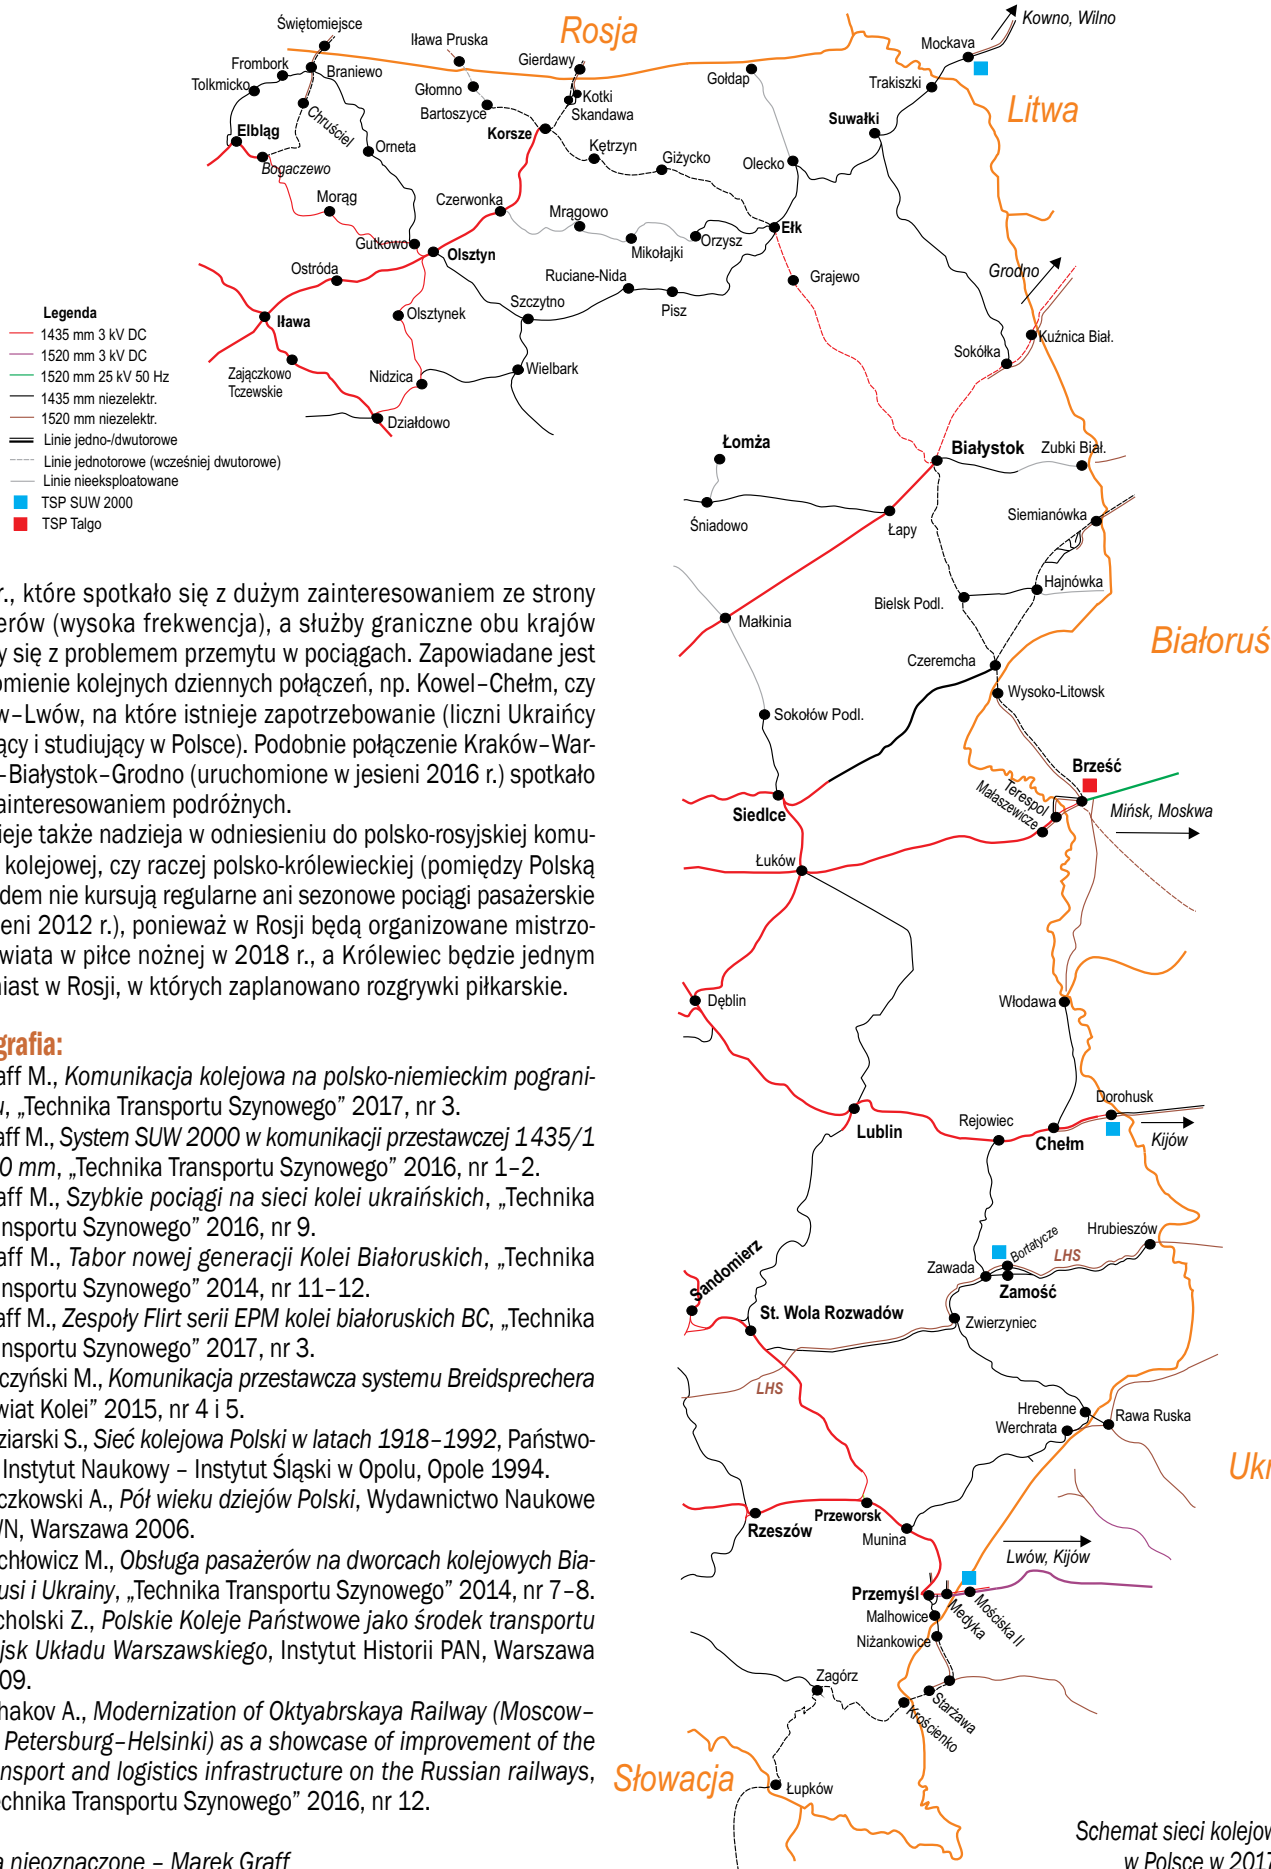 Świętomiejsce
Iława Pruska
Rosja
Kowno, Wilno
Mockava
Frombork
Braniewo
Gierdawy
Gołdap
Trakiszki
Tolkmicko
Głomno
Kotki
Litwa
Chruściel
Bartoszyce
Skandawa
Suwałki
Elbląg
Korsze
Orneta
Kętrzyn
Giżycko
Olecko
Bogaczewo
Morąg
Czerwonka
Mrągowo
Ełk
Gutkowo
Olsztyn
Mikołajki
Orzysz
Ostróda
Ruciane-Nida
Grajewo
Grodno
Pisz
Szczytno
Olsztynek
Iława
Kuźnica Biał.
Sokółka
Zajączkowo
Tczewskie
Nidzica
Wielbark
Działdowo
Legenda
1435 mm 3 kV DC
1520 mm 3 kV DC
1520 mm 25 kV 50 Hz
1435 mm niezelektr.
1520 mm niezelektr.
Linie jedno-/dwutorowe
Linie jednotorowe (wcześniej dwutorowe)
Linie nieeksploatowane
TSP SUW 2000
TSP Talgo
Łomża
Białystok
Zubki Biał.
Śniadowo
Łapy
Siemianówka
Hajnówka
Bielsk Podl.
Małkinia
Białoruś
Czeremcha
Wysoko-Litowsk
Sokołów Podl.
Brześć
Terespol
Małaszewicze
Mińsk, Moskwa
Siedlce
Łuków
Dęblin
Włodawa
Dorohusk
Lublin
Rejowiec
Chełm
Kijów
Hrubieszów
Bortatycze
LHS
Zawada
Zamość
Sandomierz
St. Wola Rozwadów
Zwierzyniec
LHS
Hrebenne
Werchrata
Rawa Ruska
Ukr
Rzeszów
Przeworsk
Munina
Lwów, Kijów
Przemyśl
Medyka
Mościska II
Malhowice
Niżankowice
Zagórz
Starżawa
Krościenko
Słowacja
Łupków
Schemat sieci kolejow
w Polsce w 2017
r., które spotkało się z dużym zainteresowaniem ze strony
erów (wysoka frekwencja), a służby graniczne obu krajów
y się z problemem przemytu w pociągach. Zapowiadane jest
omienie kolejnych dziennych połączeń, np. Kowel–Chełm, czy
w–Lwów, na które istnieje zapotrzebowanie (liczni Ukraińcy
ący i studiujący w Polsce). Podobnie połączenie Kraków–War-
–Białystok–Grodno (uruchomione w jesieni 2016 r.) spotkało
ainteresowaniem podróżnych.
ieje także nadzieja w odniesieniu do polsko-rosyjskiej komu-
kolejowej, czy raczej polsko-królewieckiej (pomiędzy Polską
dem nie kursują regularne ani sezonowe pociągi pasażerskie
eni 2012 r.), ponieważ w Rosji będą organizowane mistrzo-
wiata w piłce nożnej w 2018 r., a Królewiec będzie jednym
niast w Rosji, w których zaplanowano rozgrywki piłkarskie.
grafia:
aff M., Komunikacja kolejowa na polsko-niemieckim pograni-
u, „Technika Transportu Szynowego” 2017, nr 3.
aff M., System SUW 2000 w komunikacji przestawczej 1435/1
0 mm, „Technika Transportu Szynowego” 2016, nr 1–2.
aff M., Szybkie pociągi na sieci kolei ukraińskich, „Technika
nsportu Szynowego” 2016, nr 9.
aff M., Tabor nowej generacji Kolei Białoruskich, „Technika
nsportu Szynowego” 2014, nr 11–12.
aff M., Zespoły Flirt serii EPM kolei białoruskich BC, „Technika
nsportu Szynowego” 2017, nr 3.
czyński M., Komunikacja przestawcza systemu Breidsprechera
wiat Kolei” 2015, nr 4 i 5.
ziarski S., Sieć kolejowa Polski w latach 1918–1992, Państwo-
Instytut Naukowy – Instytut Śląski w Opolu, Opole 1994.
czkowski A., Pół wieku dziejów Polski, Wydawnictwo Naukowe
WN, Warszawa 2006.
chłowicz M., Obsługa pasażerów na dworcach kolejowych Bia-
usi i Ukrainy, „Technika Transportu Szynowego” 2014, nr 7–8.
cholski Z., Polskie Koleje Państwowe jako środek transportu
jsk Układu Warszawskiego, Instytut Historii PAN, Warszawa
09.
hakov A., Modernization of Oktyabrskaya Railway (Moscow–
Petersburg–Helsinki) as a showcase of improvement of the
nsport and logistics infrastructure on the Russian railways,
echnika Transportu Szynowego” 2016, nr 12.
a nieoznaczone – Marek Graff